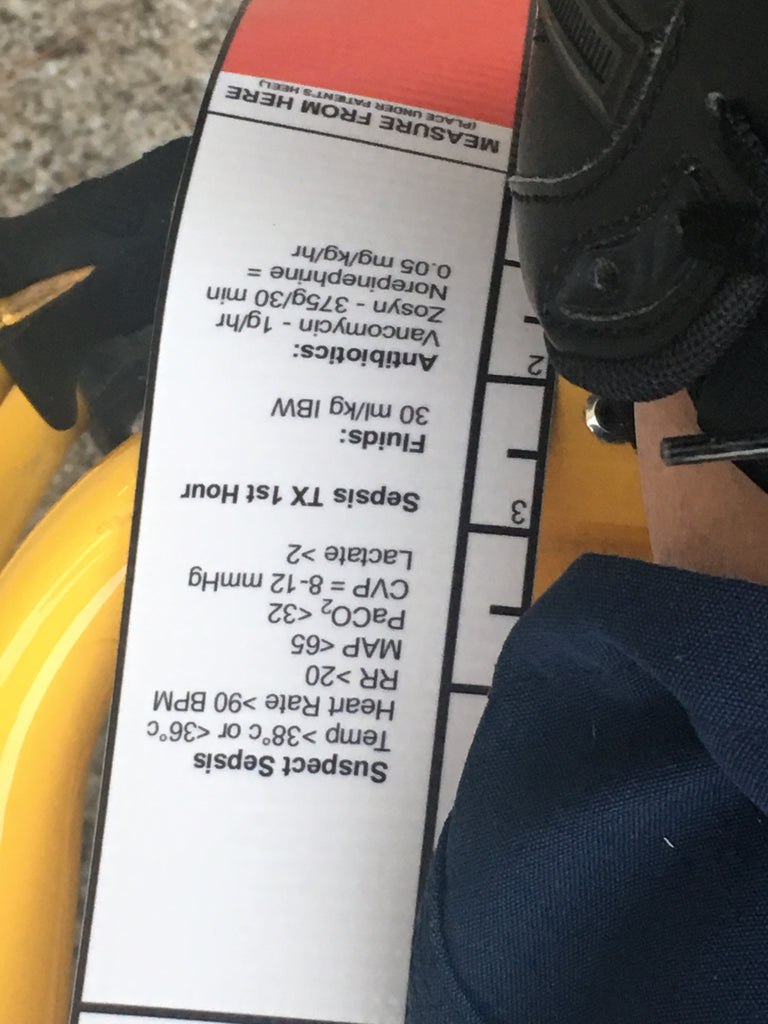 Suspect Sepsis
Temp >38°c or <36°c
Heart Rate >90 BPM
RR >20
MAP <65
PaCO₂ <32
CVP = 8-12 mmHg
Lactate >2
Sepsis TX 1st Hour
Fluids:
30 ml/kg IBW
Antibiotics:
Vancomycin - 1g/hr
Zosyn - 375g/30 min
Norepinephrine =
0.05 mg/kg/hr
MEASURE FROM HERE
(PLACE UNDER PATIENT'S HEEL)
3
2